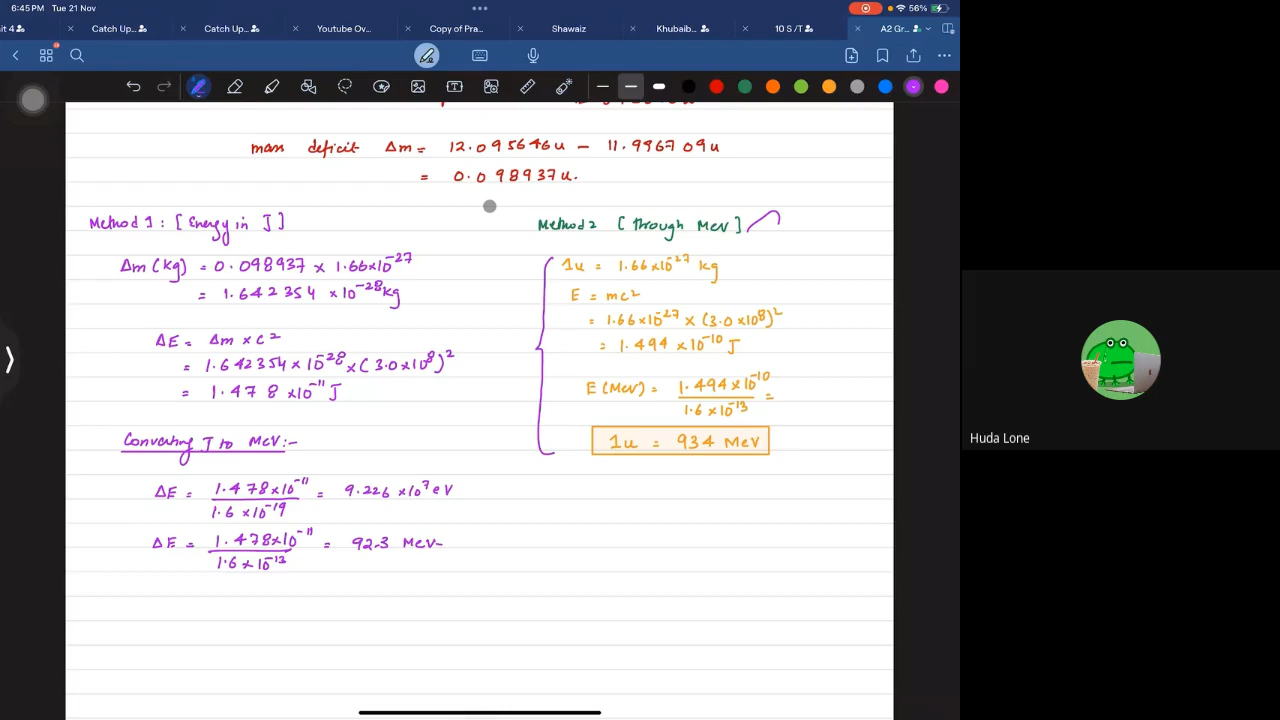 6:45 PM Tue 21 Nov
56%
it 4
Catch Up...
Catch Up...
Youtube Ov...
Copy of Pra...
Shawaiz
Khubaib...
10 S /T
A2 Gr...
mass deficit Δm = 12.095646u − 11.996709u
= 0.098937u.
Method 1: [Energy in J]
Δm (kg) = 0.098937 × 1.66×10⁻²⁷
= 1.642354 ×10⁻²⁸ kg
ΔE = Δm × c²
= 1.642354 × 10⁻²⁸ × (3.0×10⁸)²
= 1.478 ×10⁻¹¹ J
Converting J to MeV:-
ΔE = 1.478×10⁻¹¹ / 1.6 ×10⁻¹⁹ = 9.226 ×10⁷ eV
ΔE = 1.478×10⁻¹¹ / 1.6 × 10⁻¹³ = 92.3 MeV
Method 2 [through MeV]
1u = 1.66×10⁻²⁷ kg
E = mc²
= 1.66×10⁻²⁷ × (3.0 ×10⁸)²
= 1.494 ×10⁻¹⁰ J
E (MeV) = 1.494 ×10⁻¹⁰ / 1.6 ×10⁻¹³ =
1u = 934 MeV
Huda Lone